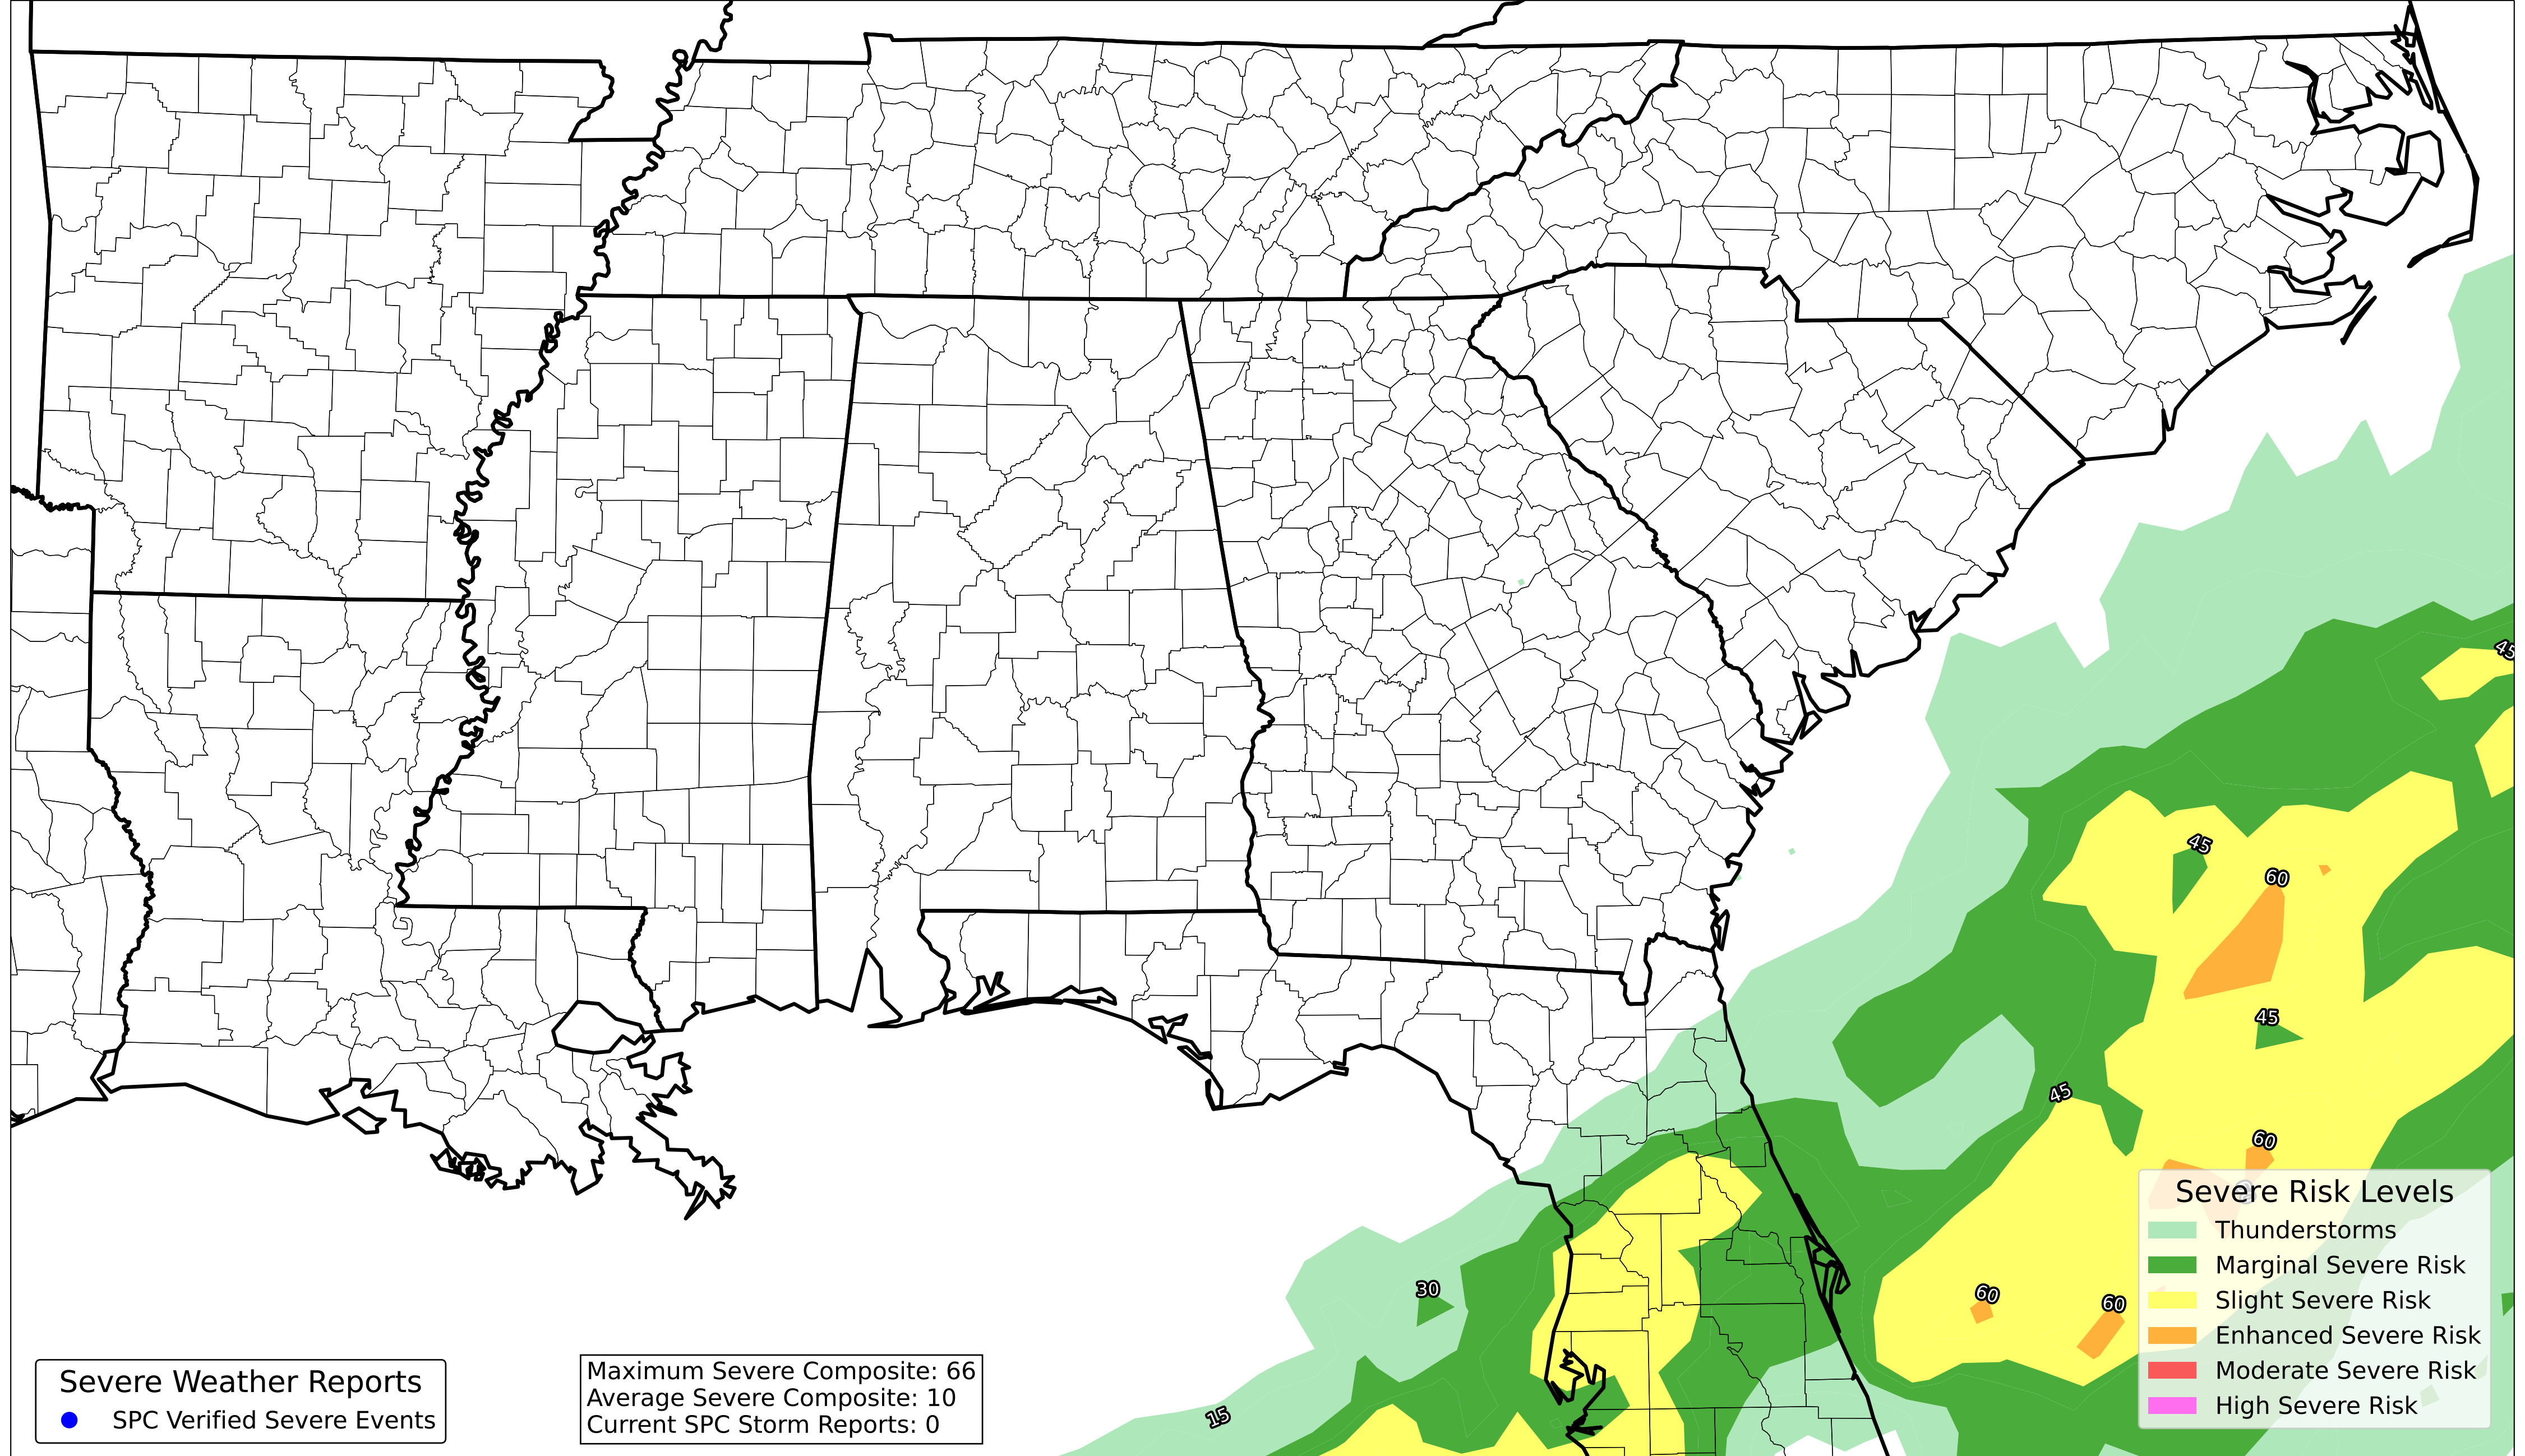 45
45
60
45
45
60
60
60
30
15
Severe Risk Levels
Thunderstorms
Marginal Severe Risk
Slight Severe Risk
Enhanced Severe Risk
Moderate Severe Risk
High Severe Risk
Severe Weather Reports
SPC Verified Severe Events
Maximum Severe Composite: 66
Average Severe Composite: 10
Current SPC Storm Reports: 0